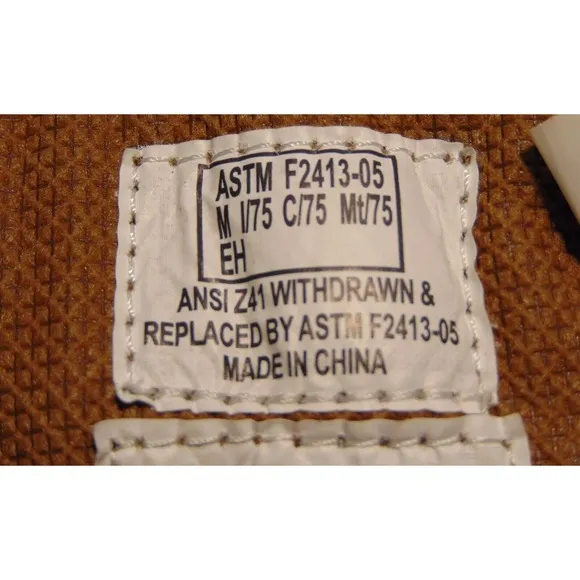 ASTM F2413-05
M I/75 C/75 Mt/75
EH
ANSI Z41 WITHDRAWN &
REPLACED BY ASTM F2413-05
MADE IN CHINA